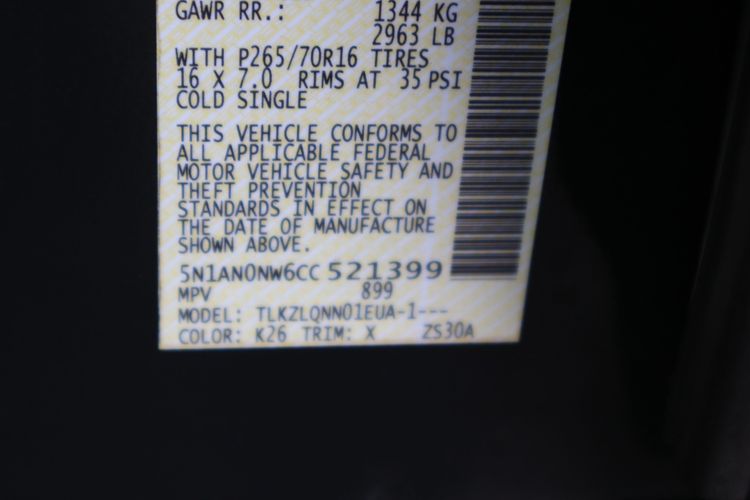 GAWR RR.: 1344 KG
2963 LB
WITH P265/70R16 TIRES
16 X 7.0 RIMS AT 35 PSI
COLD SINGLE
THIS VEHICLE CONFORMS TO
ALL APPLICABLE FEDERAL
MOTOR VEHICLE SAFETY AND
THEFT PREVENTION
STANDARDS IN EFFECT ON
THE DATE OF MANUFACTURE
SHOWN ABOVE.
5N1AN0NW6CC 521399
MPV 899
MODEL: TLKZLQNN01EUA-1---
COLOR: K26 TRIM: X ZS30A